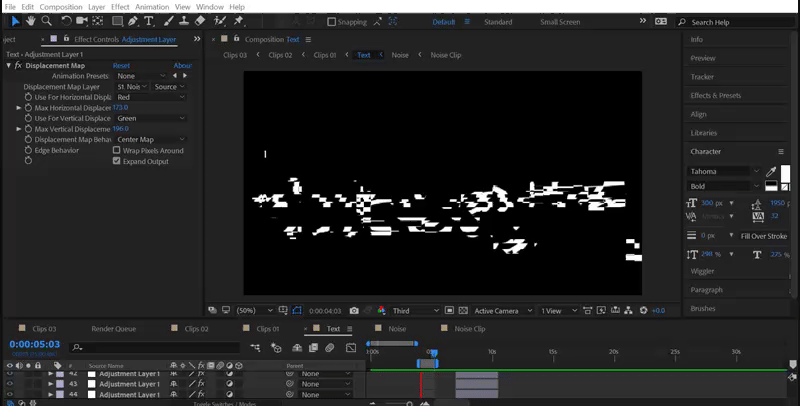 File Edit Composition Layer Effect Animation View Window Help
Snapping Default Standard Small Screen Search Help
ject Effect Controls Adjustment Layer
Composition Text
Info
Text - Adjustment Layer 1
Clips 03 Clips 02 Clips 01 Text Noise Noise Clip
Preview
Displacement Map Reset About
Animation Presets: None
Tracker
Displacement Map Layer 51. Nois Source
Use For Horizontal Displa Red
Effects & Presets
Max Horizontal Displacer 173.0
Use For Vertical Displace Green
Align
Max Vertical Displaceme 196.0
Libraries
Displacement Map Behav Center Map
Edge Behavior Wrap Pixels Around
Character
Expand Output
Tahoma
Bold
300 px 1950
Metrics 32
0 px Fill Over Stroke
290 % 275 %
Wiggler
Paragraph
Brushes
(50%) 0:00:04:03 Third Active Camera 1 View +0.0
Clips 03 Render Queue Clips 02 Clips 01 Text Noise Noise Clip
0:00:05:03
:00s 05s 10s 15s 20s 25s 30s
# Source Name Parent
42 Adjustment Layer 1 None
43 Adjustment Layer 1 None
44 Adjustment Layer 1 None
Toggle Switches / Modes